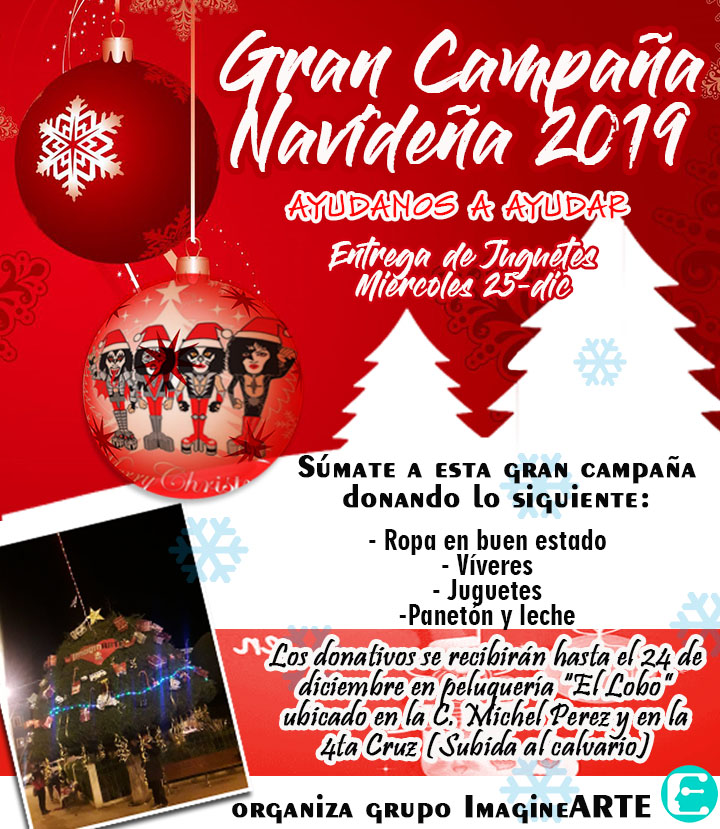 Gran Campaña
Navideña 2019
AYUDANOS A AYUDAR
Entrega de Juguetes
Miercoles 25-dic
Súmate a esta gran campaña
donando lo siguiente:
- Ropa en buen estado
- Víveres
- Juguetes
-Panetón y leche
Los donativos se recibirán hasta el 24 de
diciembre en peluquería "El Lobo"
ubicado en la C. Michel Perez y en la
4ta Cruz (Subida al calvario)
organiza grupo ImagineARTE